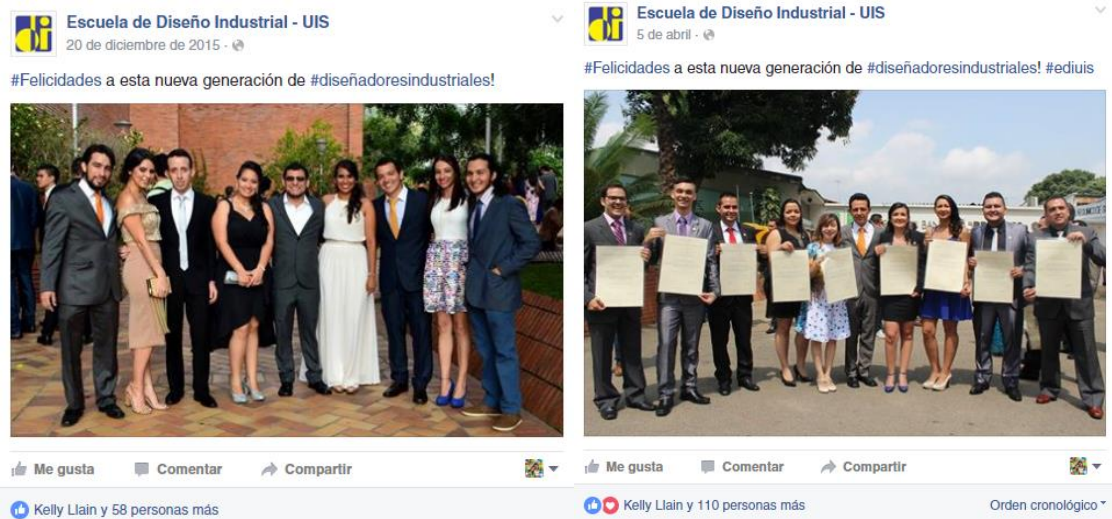 di
Escuela de Diseño Industrial - UIS
20 de diciembre de 2015
#Felicidades a esta nueva generación de #diseñadoresindustriales!
Me gusta Comentar Compartir
Kelly Llain y 58 personas más
di
Escuela de Diseño Industrial - UIS
5 de abril
#Felicidades a esta nueva generación de #diseñadoresindustriales! #ediuis
Me gusta Comentar Compartir
Kelly Llain y 110 personas más Orden cronológico